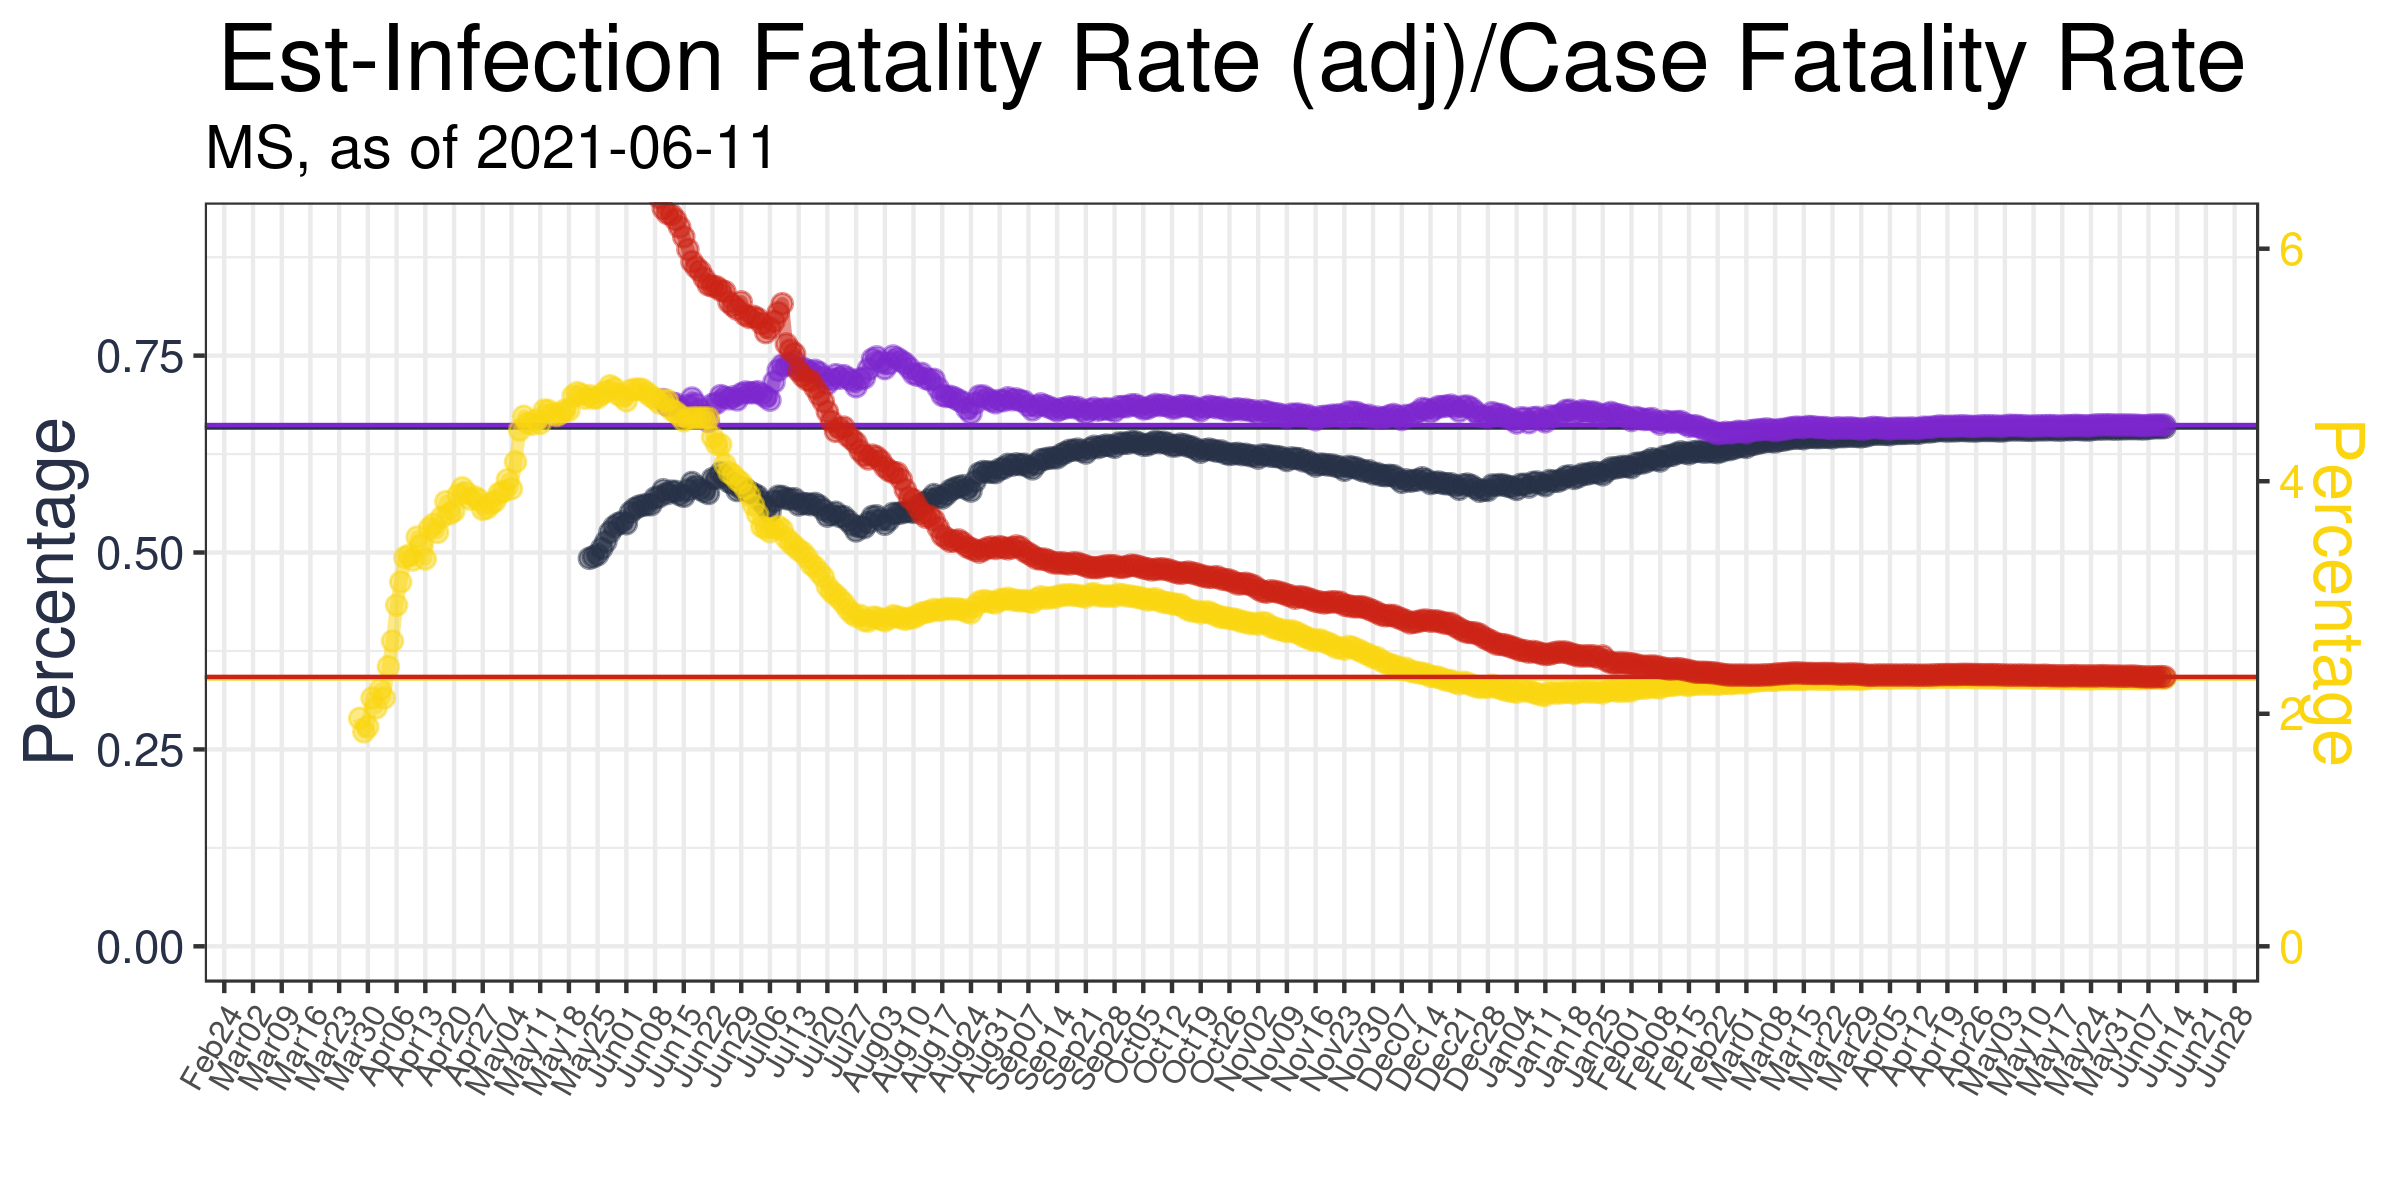 Est-Infection Fatality Rate (adj)/Case Fatality Rate
MS, as of 2021-06-11
Percentage
0.75
0.50
0.25
0.00
6
4
2
0
Percentage
Feb24
Mar02
Mar09
Mar16
Mar23
Mar30
Apr06
Apr13
Apr20
Apr27
May04
May11
May18
May25
Jun01
Jun08
Jun15
Jun22
Jun29
Jul06
Jul13
Jul20
Jul27
Aug03
Aug10
Aug17
Aug24
Aug31
Sep07
Sep14
Sep21
Sep28
Oct05
Oct12
Oct19
Oct26
Nov02
Nov09
Nov16
Nov23
Nov30
Dec07
Dec14
Dec21
Dec28
Jan04
Jan11
Jan18
Jan25
Feb01
Feb08
Feb15
Feb22
Mar01
Mar08
Mar15
Mar22
Mar29
Apr05
Apr12
Apr19
Apr26
May03
May10
May17
May24
May31
Jun07
Jun14
Jun21
Jun28